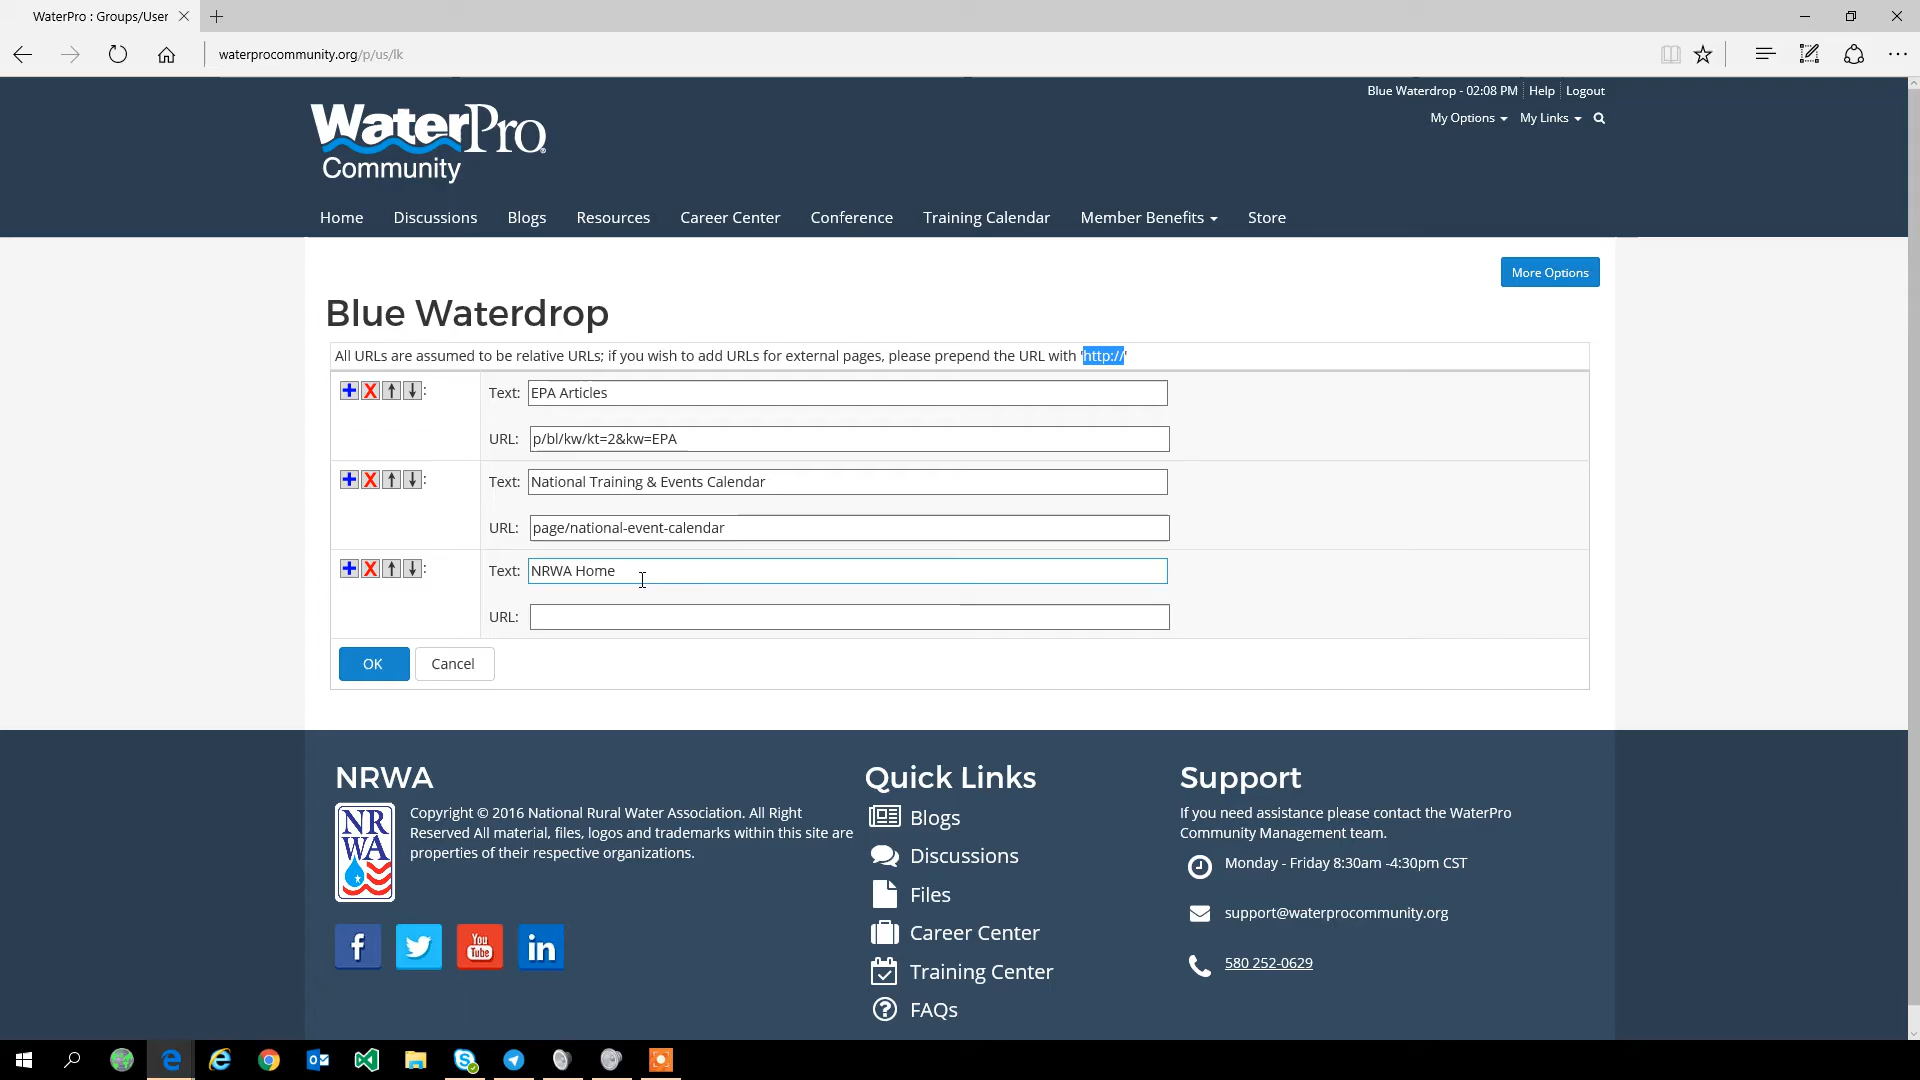 WaterPro : Groups/User
waterprocommunity.org/p/us/lk
Blue Waterdrop - 02:08 PM Help Logout
My Options My Links
WaterPro
Community
Home Discussions Blogs Resources Career Center Conference Training Calendar Member Benefits Store
More Options
Blue Waterdrop
All URLs are assumed to be relative URLs; if you wish to add URLs for external pages, please prepend the URL with 'http://'
Text: EPA Articles
URL: p/bl/kw/kt=2&kw=EPA
Text: National Training & Events Calendar
URL: page/national-event-calendar
Text: NRWA Home
URL:
OK Cancel
NRWA
NR
WA
Copyright © 2016 National Rural Water Association. All Right
Reserved All material, files, logos and trademarks within this site are
properties of their respective organizations.
You
Tube
in
Quick Links
Blogs
Discussions
Files
Career Center
Training Center
FAQs
Support
If you need assistance please contact the WaterPro
Community Management team.
Monday - Friday 8:30am -4:30pm CST
support@waterprocommunity.org
580 252-0629